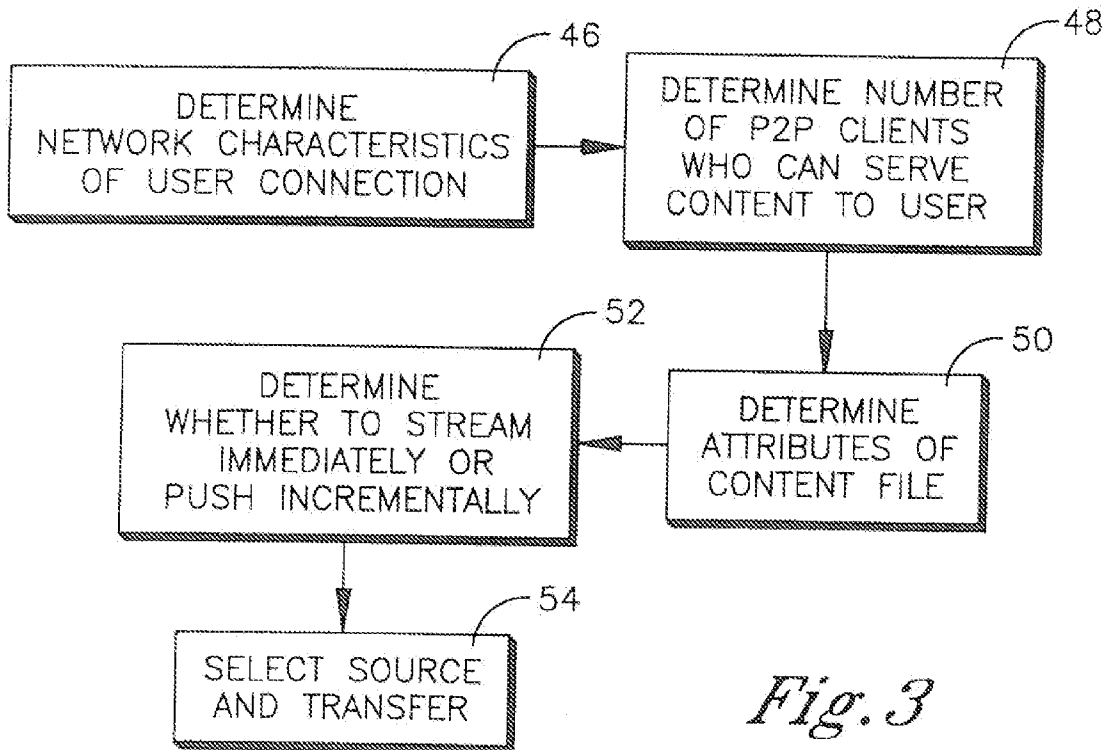 46
DETERMINE
NETWORK CHARACTERISTICS
OF USER CONNECTION
48
DETERMINE NUMBER
OF P2P CLIENTS
WHO CAN SERVE
CONTENT TO USER
50
DETERMINE
ATTRIBUTES OF
CONTENT FILE
52
DETERMINE
WHETHER TO STREAM
IMMEDIATELY OR
PUSH INCREMENTALLY
54
SELECT SOURCE
AND TRANSFER
Fig. 3